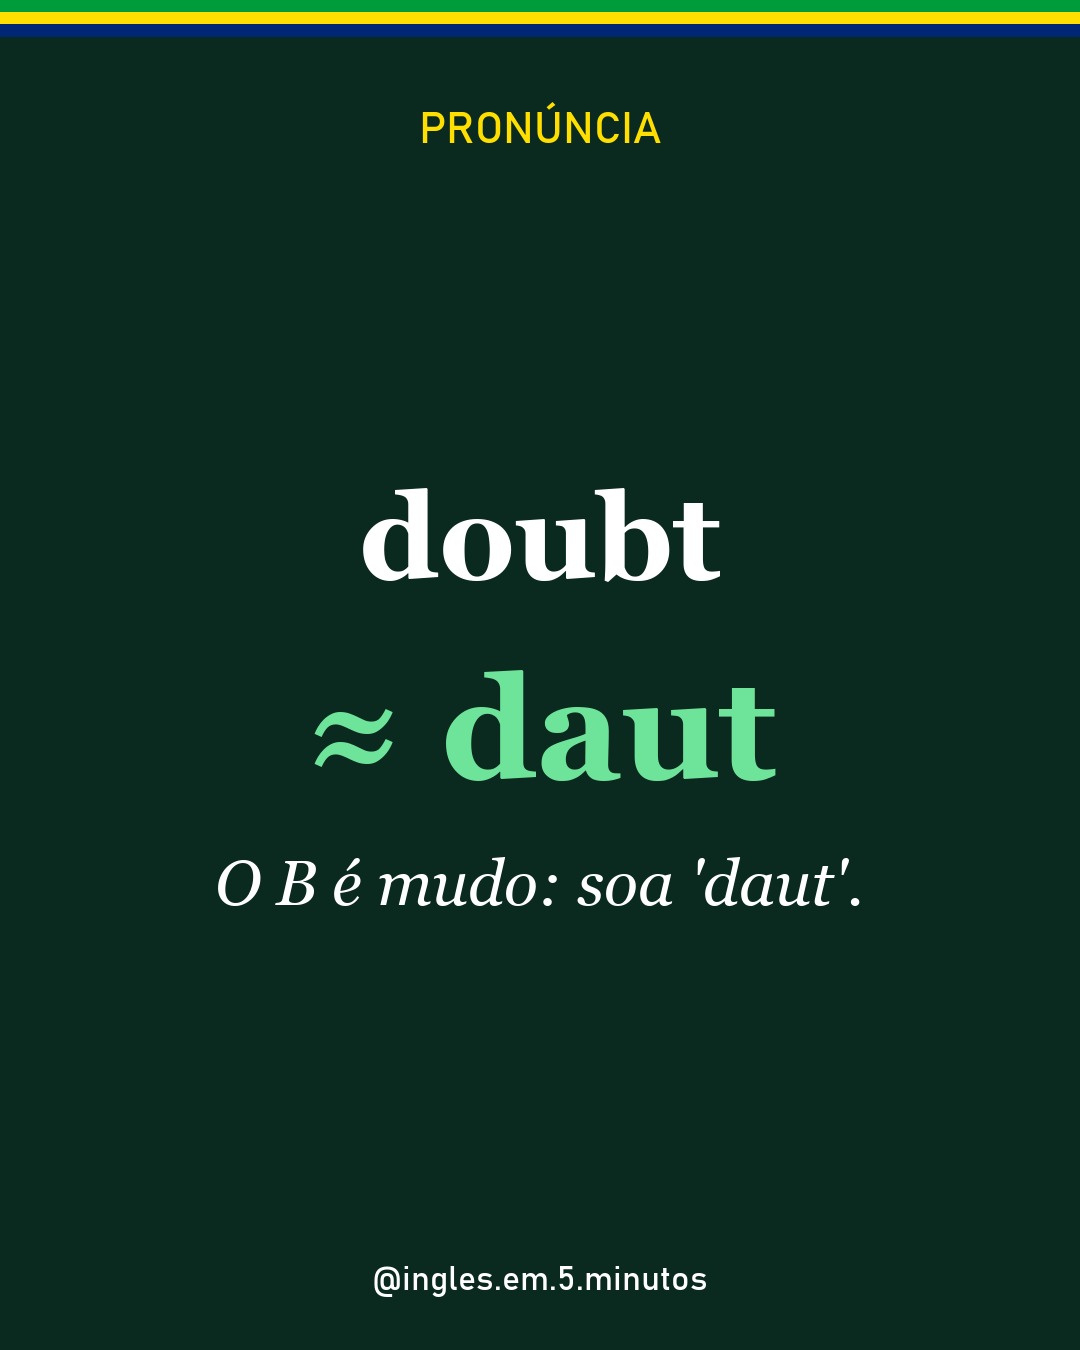 PRONÚNCIA
doubt
≈ daut
O B é mudo: soa 'daut'.
@ingles.em.5.minutos